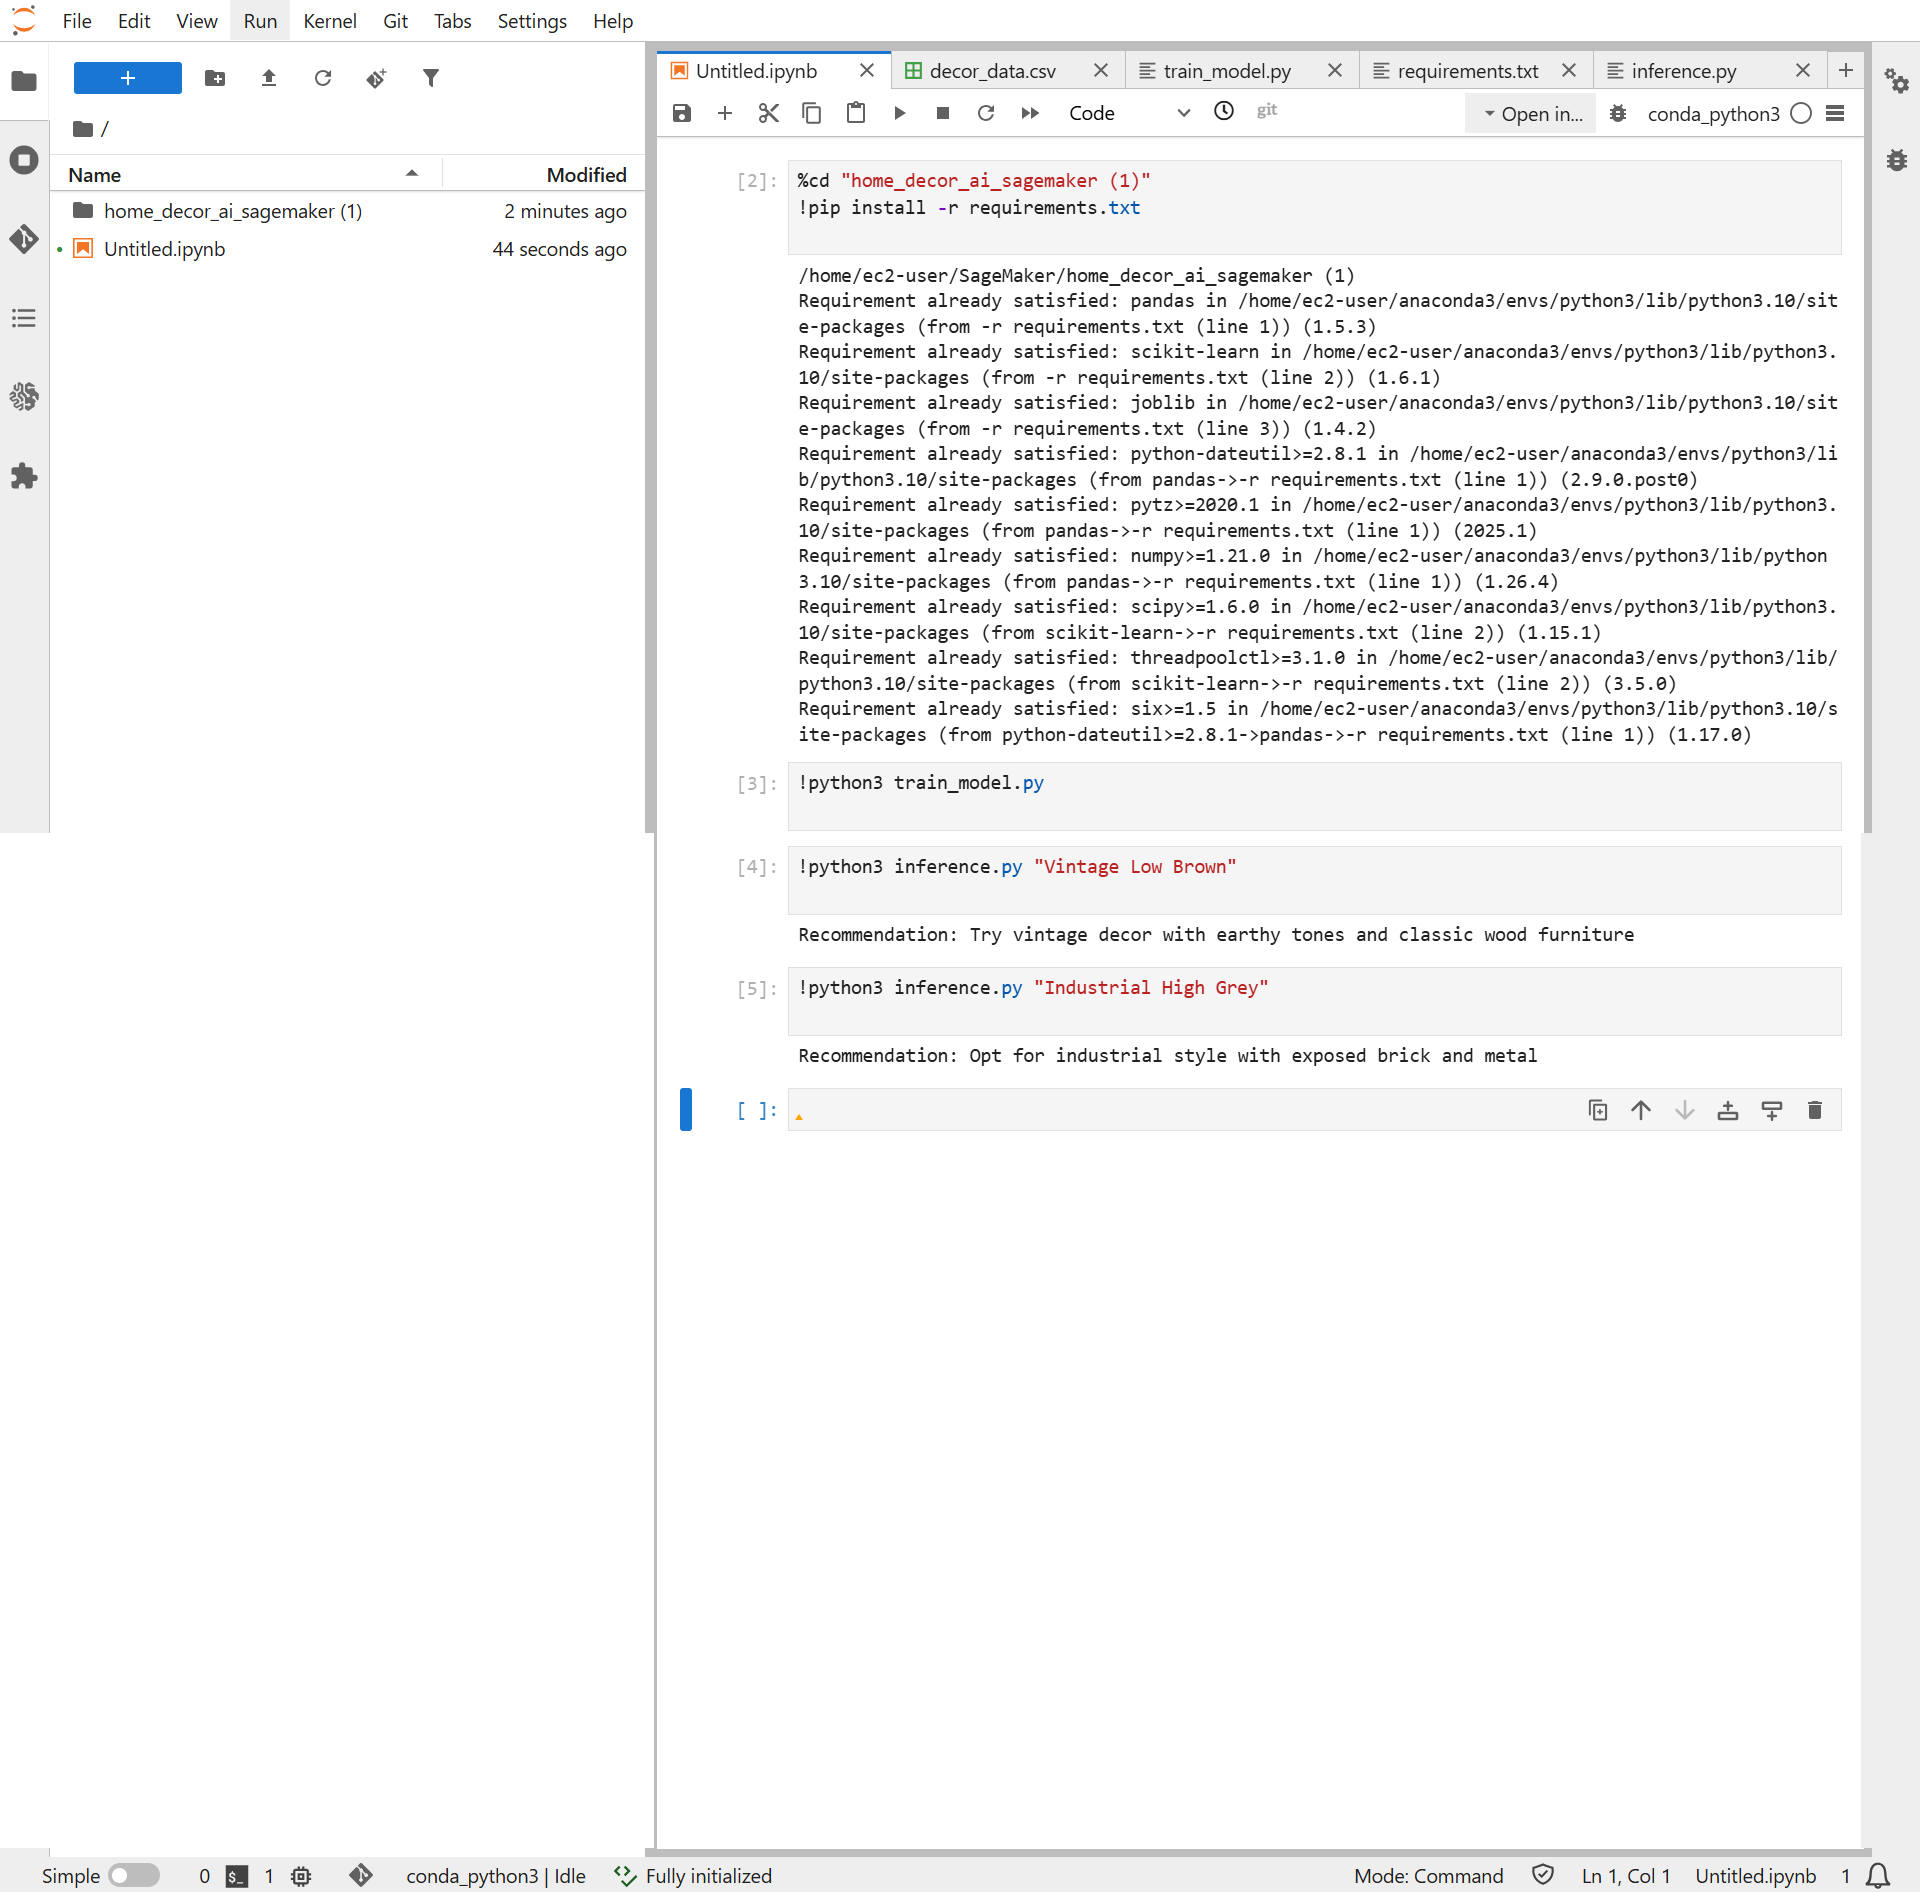 File Edit View Run Kernel Git Tabs Settings Help
Untitled.ipynb
decor_data.csv
train_model.py
requirements.txt
inference.py
Code
git
Open in...
conda_python3
/
Name Modified
home_decor_ai_sagemaker (1) 2 minutes ago
Untitled.ipynb 44 seconds ago
[2]: %cd "home_decor_ai_sagemaker (1)"
!pip install -r requirements.txt
/home/ec2-user/SageMaker/home_decor_ai_sagemaker (1)
Requirement already satisfied: pandas in /home/ec2-user/anaconda3/envs/python3/lib/python3.10/sit
e-packages (from -r requirements.txt (line 1)) (1.5.3)
Requirement already satisfied: scikit-learn in /home/ec2-user/anaconda3/envs/python3/lib/python3.
10/site-packages (from -r requirements.txt (line 2)) (1.6.1)
Requirement already satisfied: joblib in /home/ec2-user/anaconda3/envs/python3/lib/python3.10/sit
e-packages (from -r requirements.txt (line 3)) (1.4.2)
Requirement already satisfied: python-dateutil>=2.8.1 in /home/ec2-user/anaconda3/envs/python3/li
b/python3.10/site-packages (from pandas->-r requirements.txt (line 1)) (2.9.0.post0)
Requirement already satisfied: pytz>=2020.1 in /home/ec2-user/anaconda3/envs/python3/lib/python3.
10/site-packages (from pandas->-r requirements.txt (line 1)) (2025.1)
Requirement already satisfied: numpy>=1.21.0 in /home/ec2-user/anaconda3/envs/python3/lib/python
3.10/site-packages (from pandas->-r requirements.txt (line 1)) (1.26.4)
Requirement already satisfied: scipy>=1.6.0 in /home/ec2-user/anaconda3/envs/python3/lib/python3.
10/site-packages (from scikit-learn->-r requirements.txt (line 2)) (1.15.1)
Requirement already satisfied: threadpoolctl>=3.1.0 in /home/ec2-user/anaconda3/envs/python3/lib/
python3.10/site-packages (from scikit-learn->-r requirements.txt (line 2)) (3.5.0)
Requirement already satisfied: six>=1.5 in /home/ec2-user/anaconda3/envs/python3/lib/python3.10/s
ite-packages (from python-dateutil>=2.8.1->pandas->-r requirements.txt (line 1)) (1.17.0)
[3]: !python3 train_model.py
[4]: !python3 inference.py "Vintage Low Brown"
Recommendation: Try vintage decor with earthy tones and classic wood furniture
[5]: !python3 inference.py "Industrial High Grey"
Recommendation: Opt for industrial style with exposed brick and metal
[ ]:
Simple 0 $_ 1 conda_python3 | Idle Fully initialized Mode: Command Ln 1, Col 1 Untitled.ipynb 1